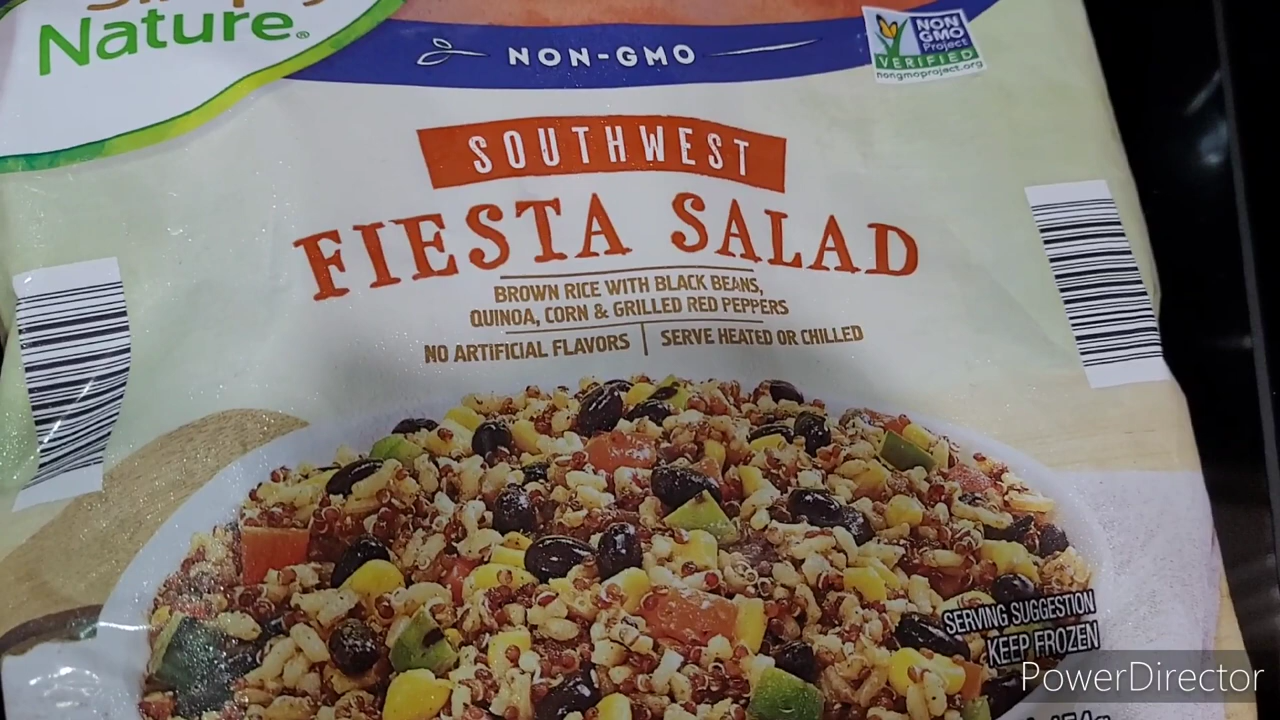 Simply
Nature®
NON-GMO
NON
GMO
Project
VERIFIED
nongmoproject.org
SOUTHWEST
FIESTA SALAD
BROWN RICE WITH BLACK BEANS,
QUINOA, CORN & GRILLED RED PEPPERS
NO ARTIFICIAL FLAVORS | SERVE HEATED OR CHILLED
SERVING SUGGESTION
KEEP FROZEN
PowerDirector